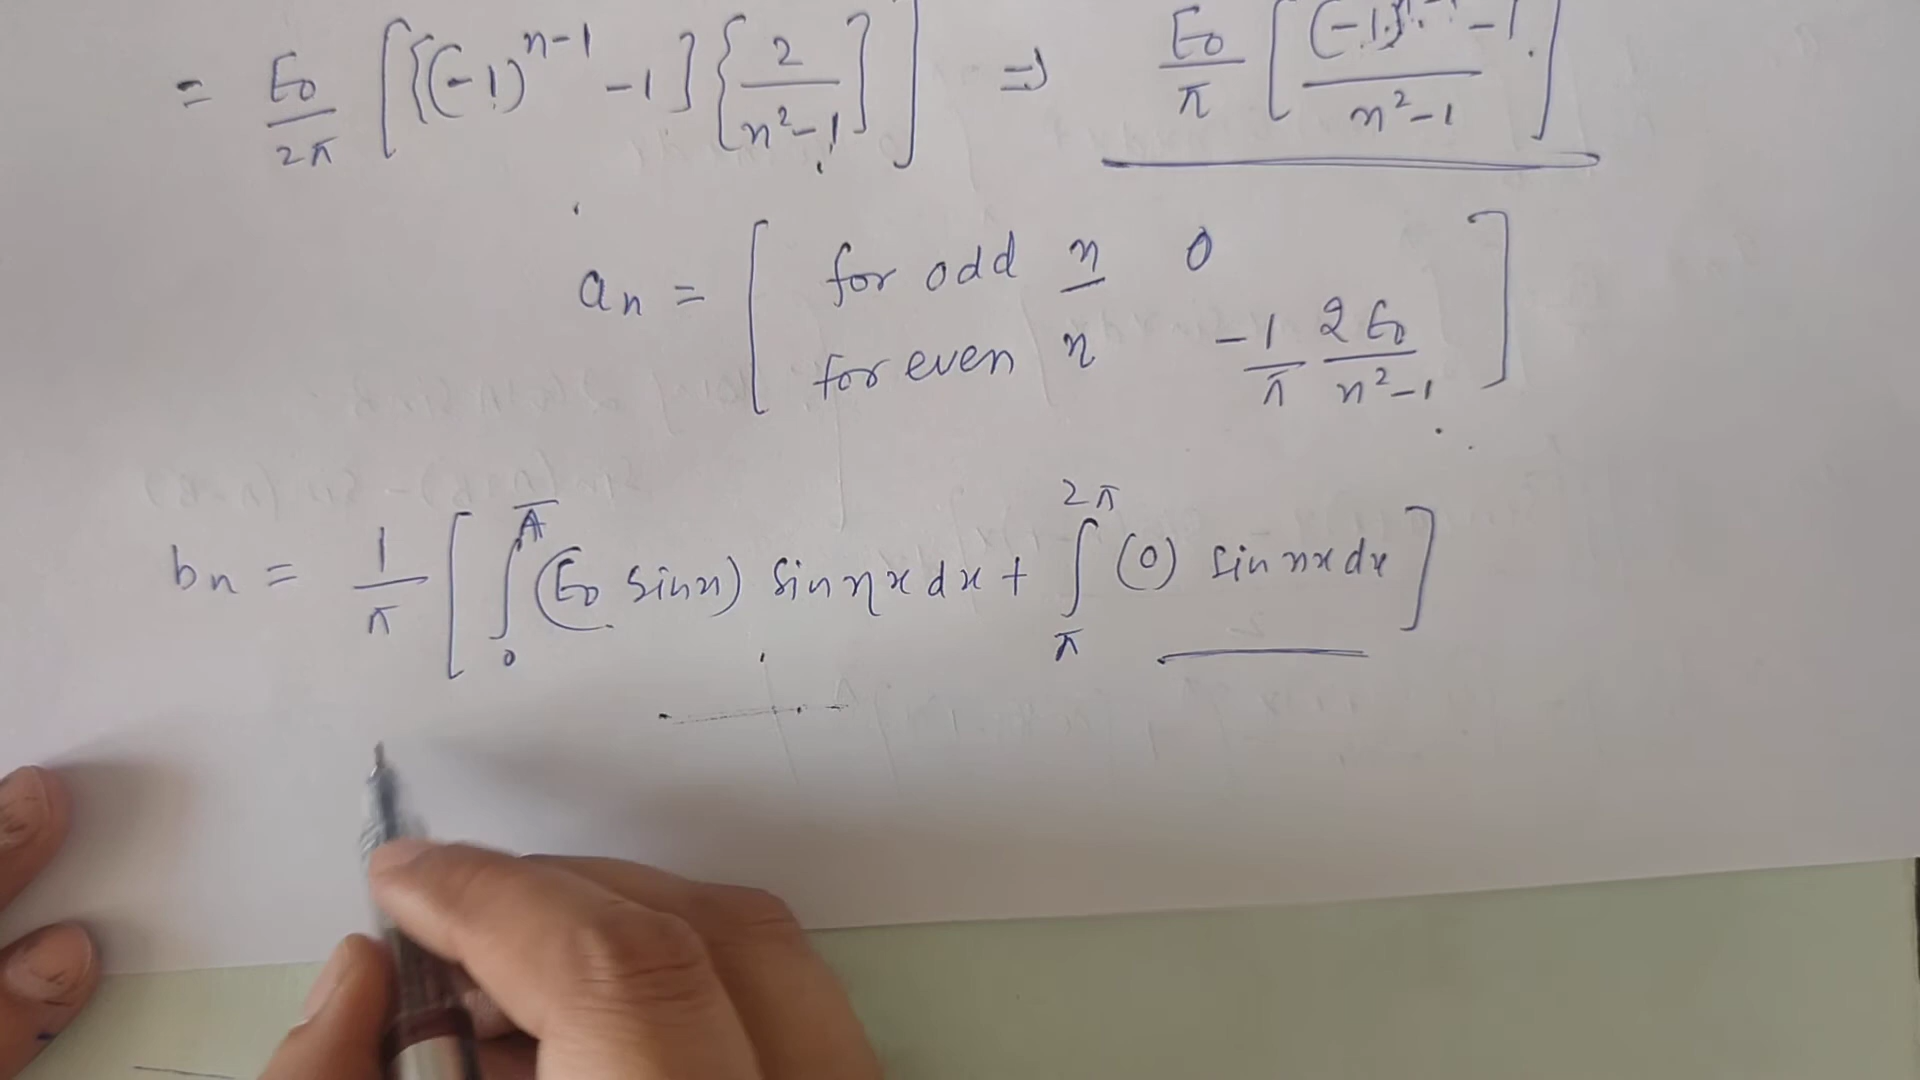 = E₀/2π [{(-1)ⁿ⁻¹ -1}{2/n²-1}] ⇒ E₀/π [(-1)ⁿ⁻¹ -1/n²-1]
aₙ = [ for odd n 0
for even n -1/π 2E₀/n²-1 ]
bₙ = 1/π [∫₀^π (E₀ sinx) sin nx dx + ∫_π^2π (0) sin nx dx]